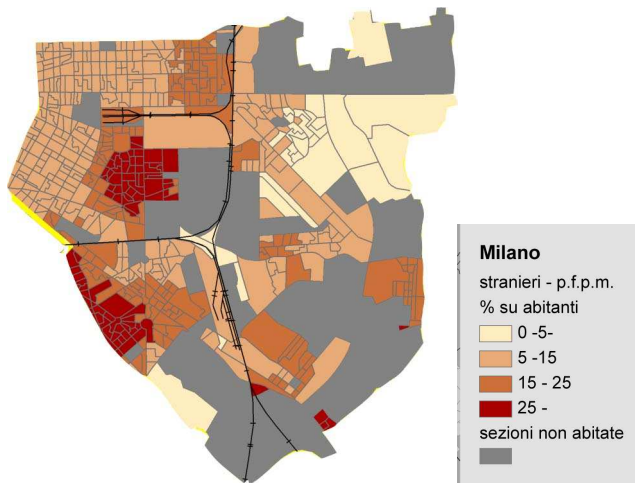 Milano
stranieri - p.f.p.m.
% su abitanti
0 -5-
5 -15
15 - 25
25 -
sezioni non abitate